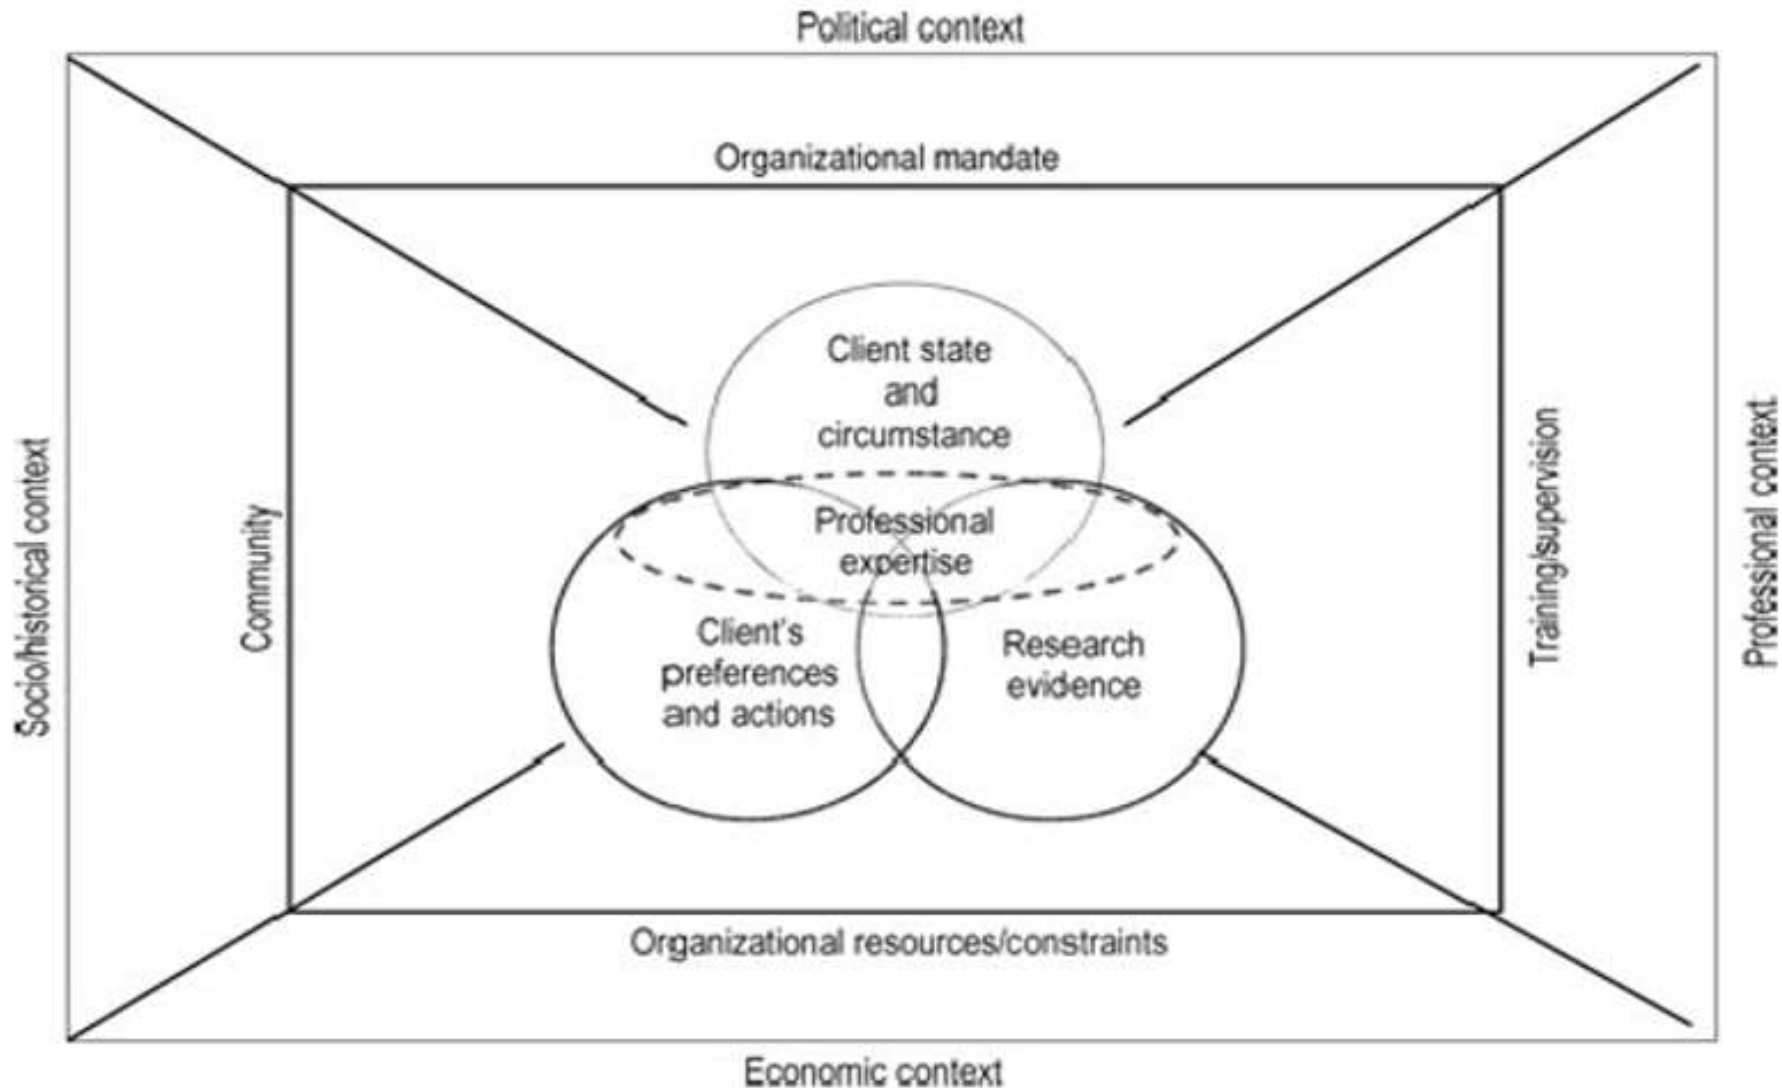 Political context
Organizational mandate
Client state
and
circumstance
Professional
expertise
Client's
preferences
and actions
Research
evidence
Socio/historical context
Community
Training/supervision
Professional context
Organizational resources/constraints
Economic context